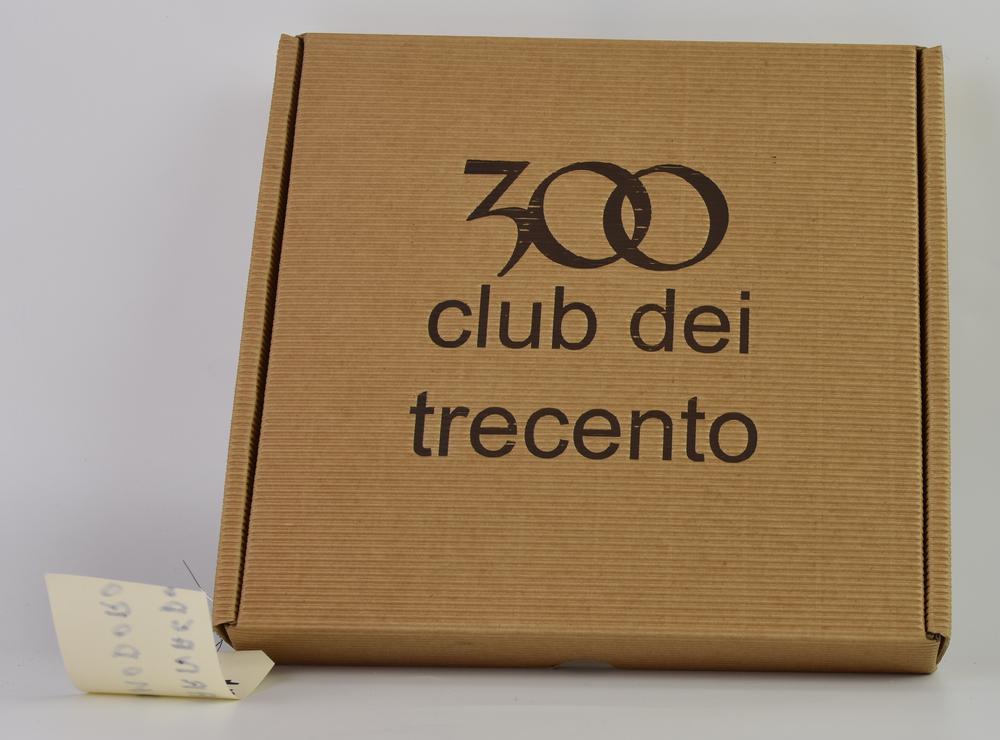 300
club dei
trecento